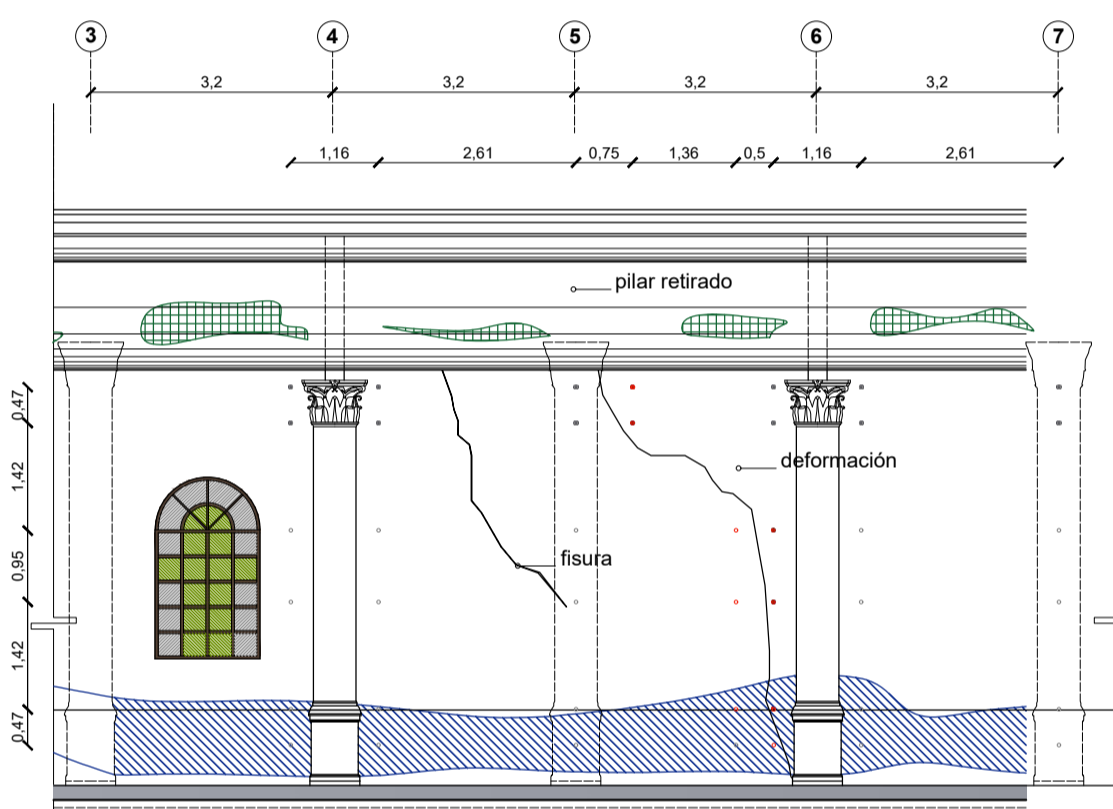 3 4 5 6 7
3,2 3,2 3,2 3,2
1,16 2,61 0,75 1,36 0,5 1,16 2,61
pilar retirado
0,47
1,42
deformación
0,95
fisura
1,42
0,47